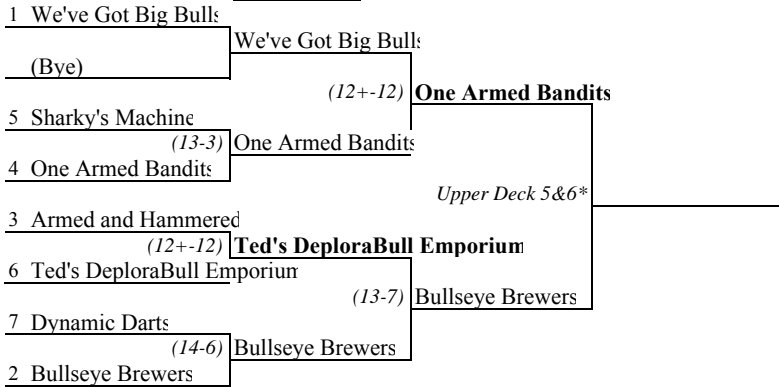 1 We've Got Big Bulls
We've Got Big Bulls
(Bye)
(12+-12) One Armed Bandits
5 Sharky's Machine
(13-3) One Armed Bandits
4 One Armed Bandits
Upper Deck 5&6*
3 Armed and Hammered
(12+-12) Ted's DeploraBull Emporium
6 Ted's DeploraBull Emporium
(13-7) Bullseye Brewers
7 Dynamic Darts
(14-6) Bullseye Brewers
2 Bullseye Brewers